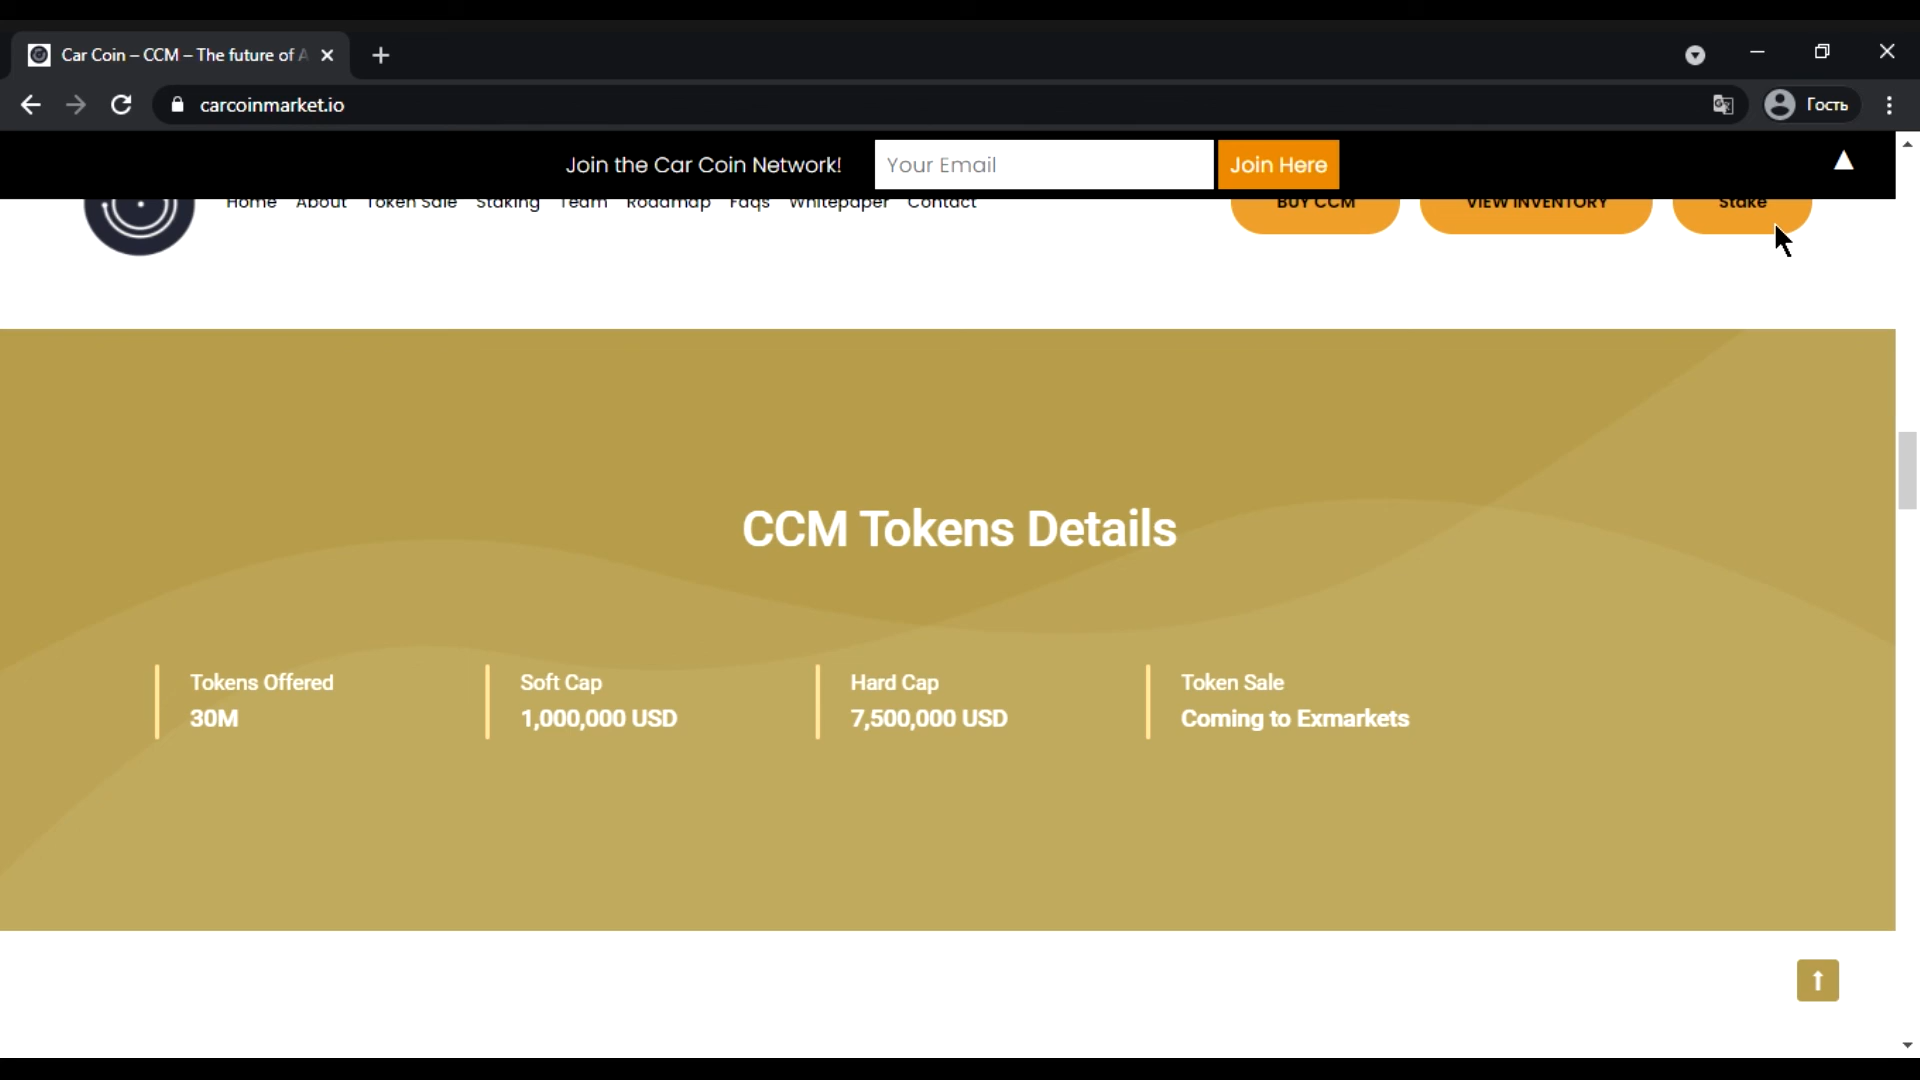 Car Coin – CCM – The future of A
carcoinmarket.io
Гость
Join the Car Coin Network!
Your Email
Join Here
Home About Token Sale Staking Team Roadmap Faqs Whitepaper Contact
BUY CCM
VIEW INVENTORY
Stake
CCM Tokens Details
Tokens Offered
30M
Soft Cap
1,000,000 USD
Hard Cap
7,500,000 USD
Token Sale
Coming to Exmarkets